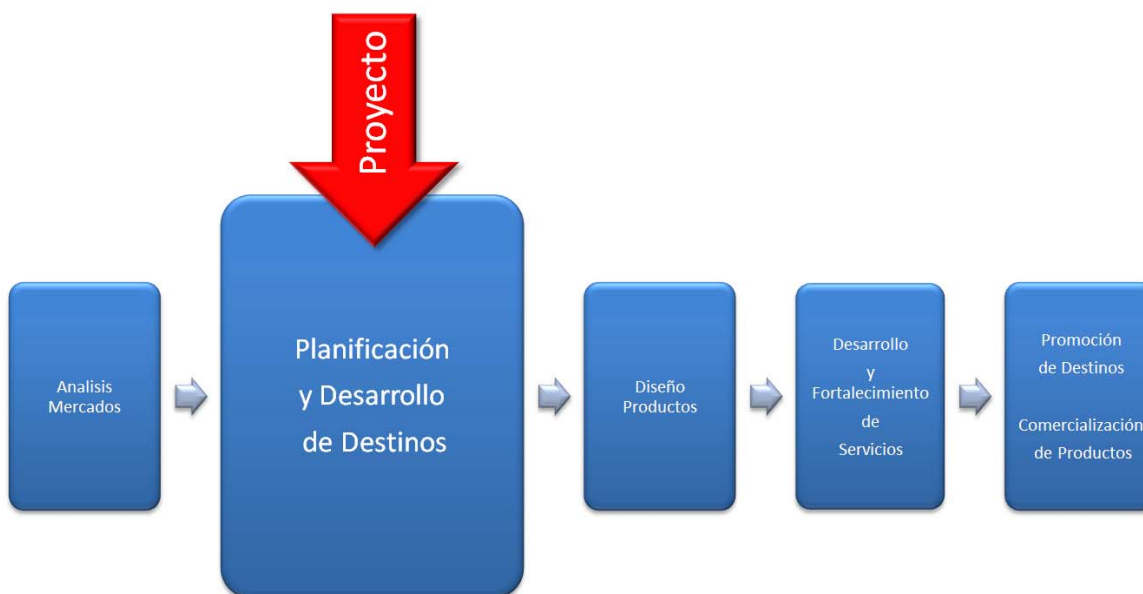 Proyecto
Analisis
Mercados
Planificación
y Desarrollo
de Destinos
Diseño
Productos
Desarrollo
y
Fortalecimiento
de
Servicios
Promoción
de Destinos
Comercialización
de Productos